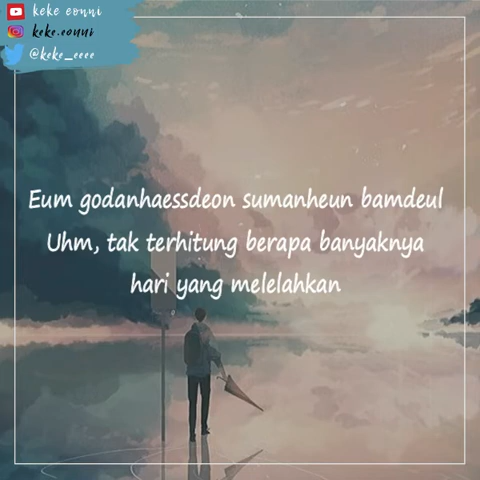 keke eonni
keke.eonni
@keke_eeee
Eum godanhaessdeon sumanheun bamdeul
Uhm, tak terhitung berapa banyaknya
hari yang melelahkan